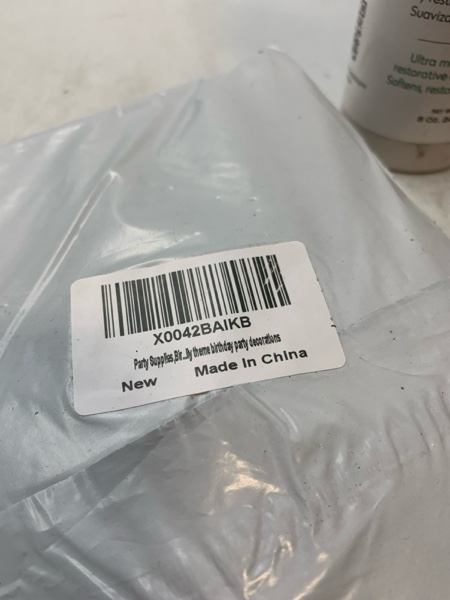 Suaviza
Ultra m
restorative
Softens, resto
X0042BAIKB
Party Supplies,Bir...lly theme birthday party decorations
New Made In China